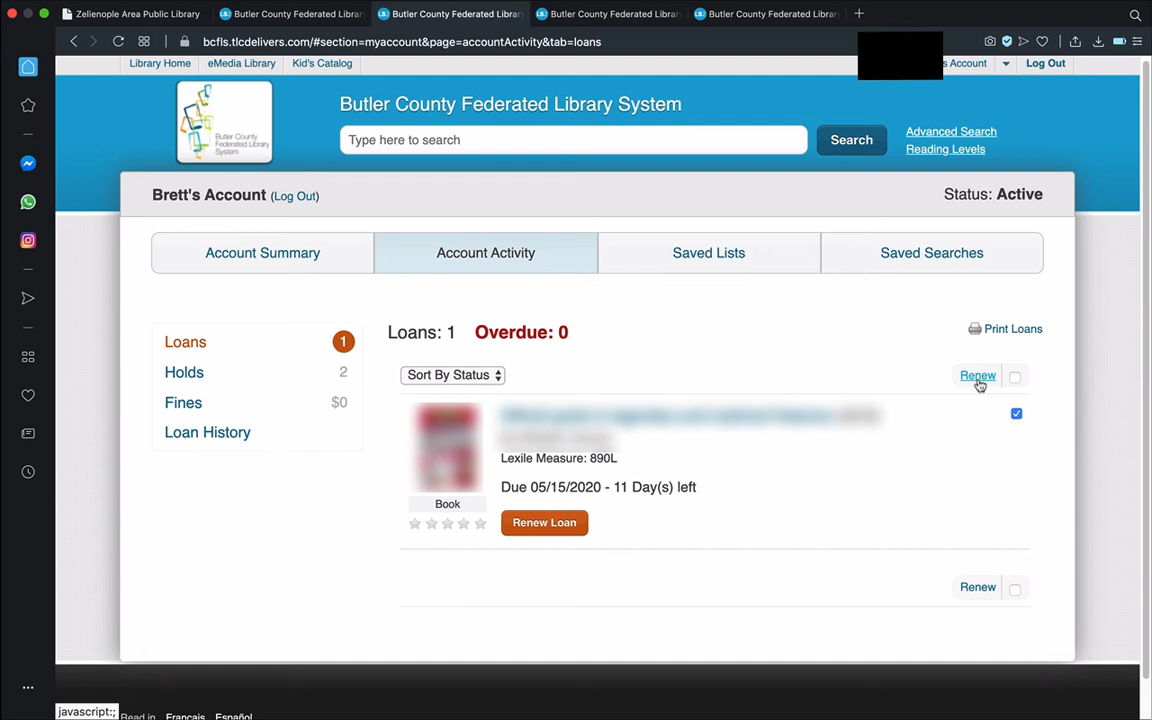 Zelienople Area Public Library
Butler County Federated Librar
Butler County Federated Library
Butler County Federated Library
Butler County Federated Library
bcfls.tlcdelivers.com/#section=myaccount&page=accountActivity&tab=loans
Library Home eMedia Library Kid's Catalog
s Account Log Out
Butler County Federated Library System
Butler County
Federated Library
System
Type here to search
Search
Advanced Search
Reading Levels
Brett's Account (Log Out)
Status: Active
Account Summary
Account Activity
Saved Lists
Saved Searches
Loans 1
Holds 2
Fines $0
Loan History
Loans: 1 Overdue: 0
Print Loans
Sort By Status
Renew
Lexile Measure: 890L
Due 05/15/2020 - 11 Day(s) left
Book
Renew Loan
Renew
javascript:;
Read in Français Español